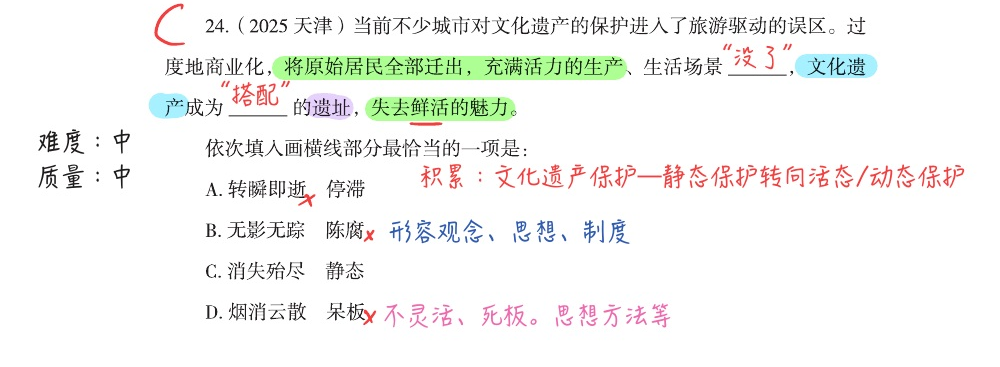 C 24.（2025 天津）当前不少城市对文化遗产的保护进入了旅游驱动的误区。过
度地商业化，将原始居民全部迁出，充满活力的生产、生活场景______，文化遗
“没了”
产成为______的遗址，失去鲜活的魅力。
“搭配”
难度：中
依次填入画横线部分最恰当的一项是：
质量：中
积累：文化遗产保护—静态保护转向活态/动态保护
A. 转瞬即逝 停滞
B. 无影无踪 陈腐 形容观念、思想、制度
C. 消失殆尽 静态
D. 烟消云散 呆板 不灵活、死板。思想方法等